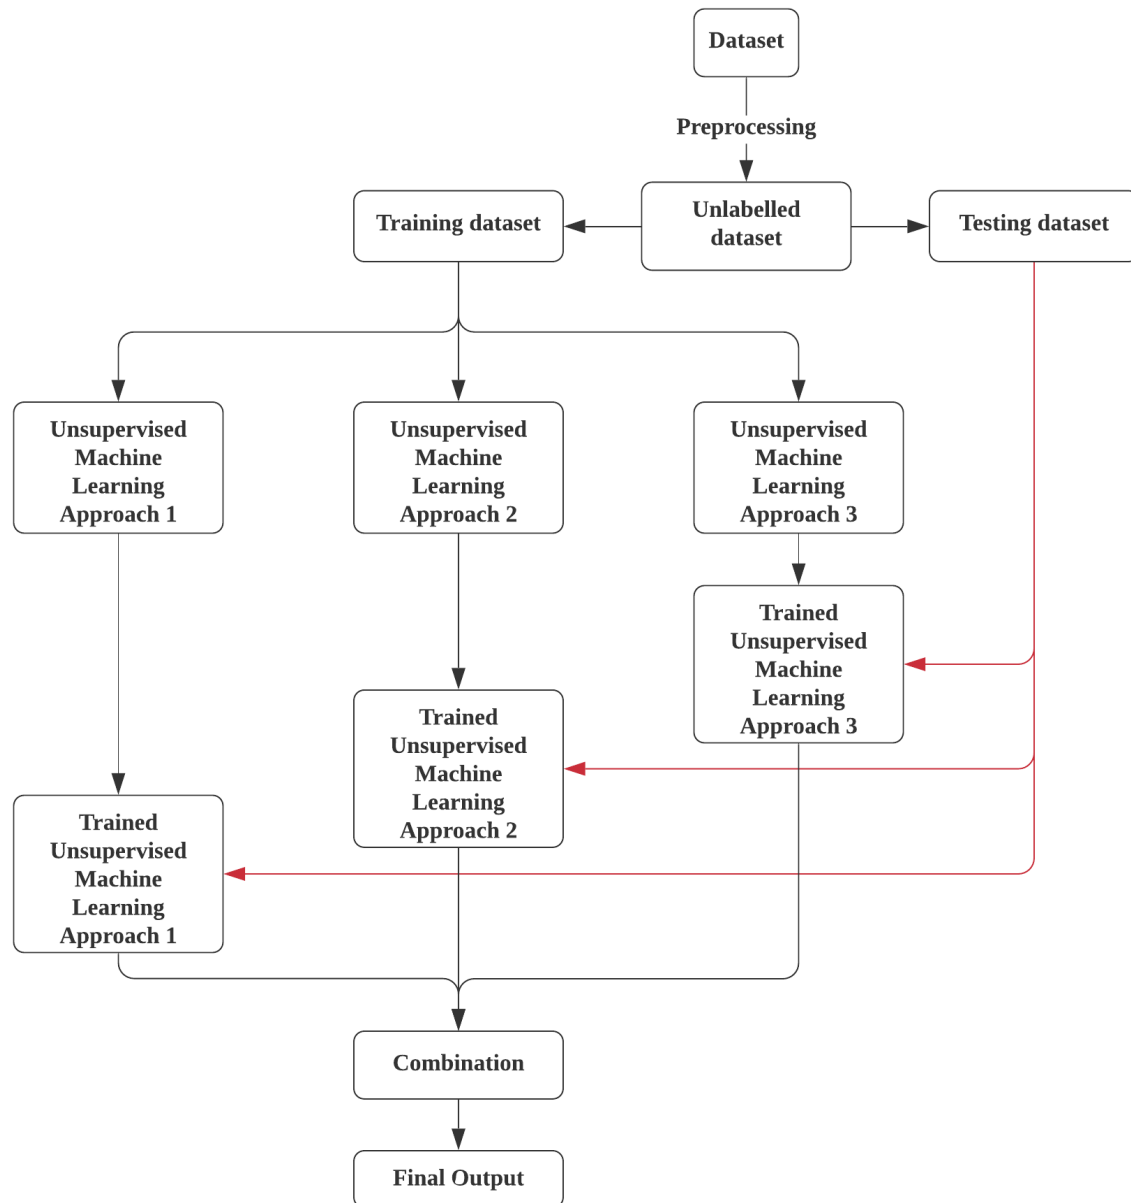 Dataset
Preprocessing
Training dataset
Unlabelled
dataset
Testing dataset
Unsupervised
Machine
Learning
Approach 1
Unsupervised
Machine
Learning
Approach 2
Unsupervised
Machine
Learning
Approach 3
Trained
Unsupervised
Machine
Learning
Approach 3
Trained
Unsupervised
Machine
Learning
Approach 2
Trained
Unsupervised
Machine
Learning
Approach 1
Combination
Final Output